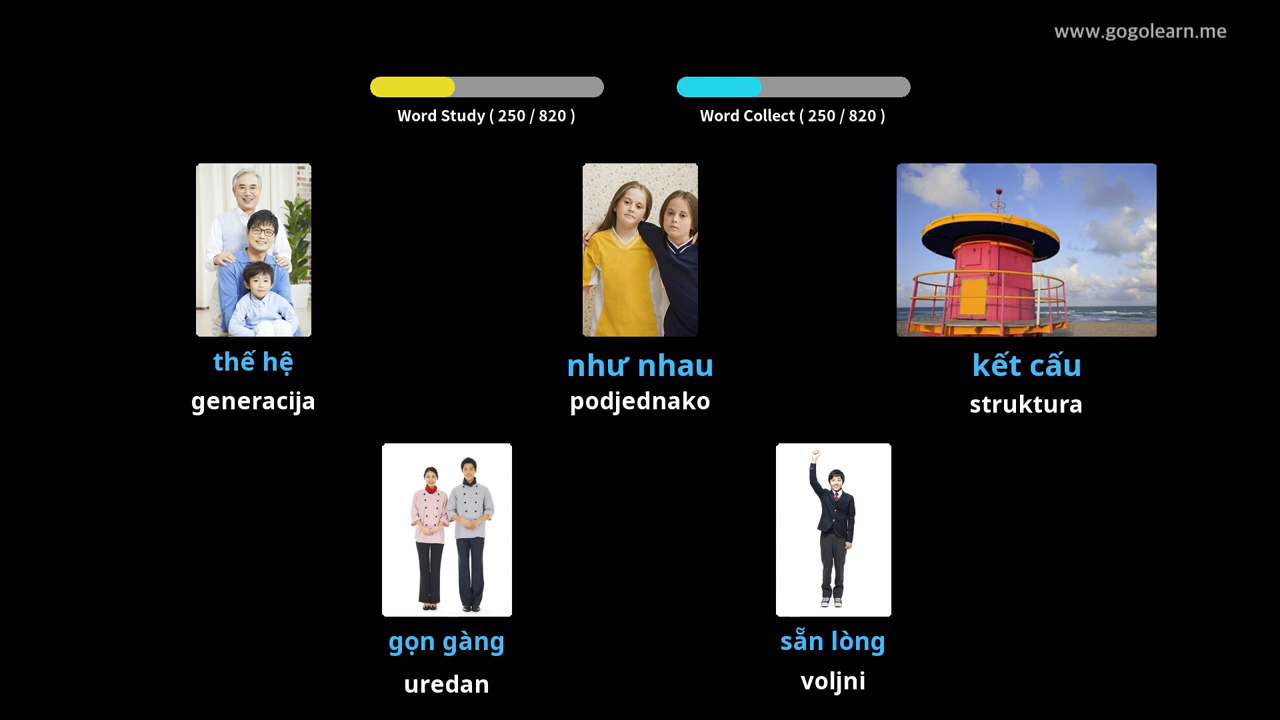 www.gogolearn.me
Word Study ( 250 / 820 )
Word Collect ( 250 / 820 )
thế hệ
generacija
như nhau
podjednako
kết cấu
struktura
gọn gàng
uredan
sẵn lòng
voljni